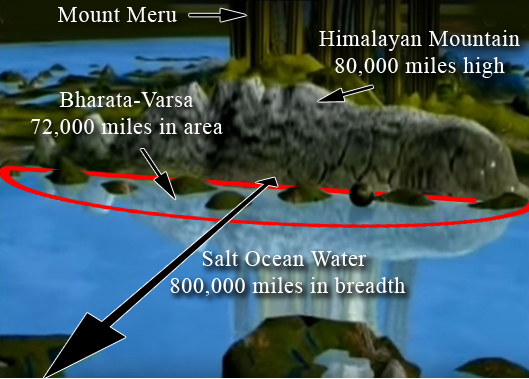 Mount Meru
Himalayan Mountain
80,000 miles high
Bharata-Varsa
72,000 miles in area
Salt Ocean Water
800,000 miles in breadth